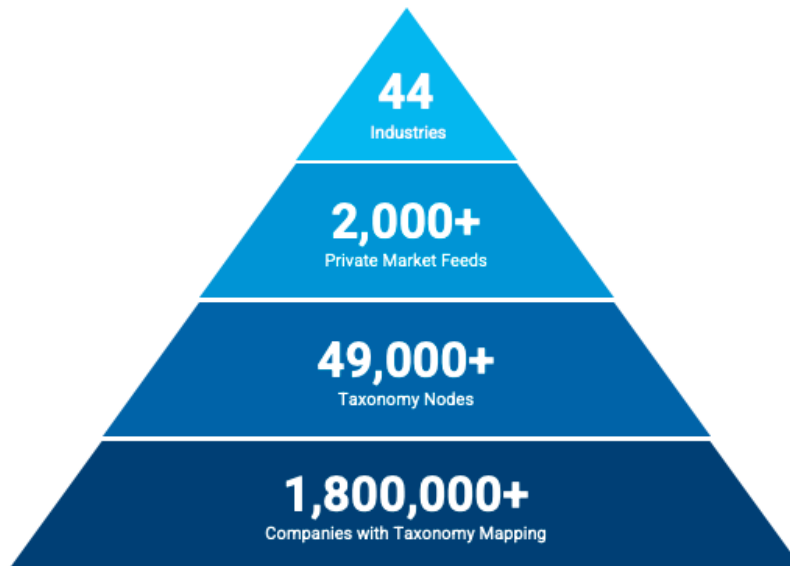 44
Industries
2,000+
Private Market Feeds
49,000+
Taxonomy Nodes
1,800,000+
Companies with Taxonomy Mapping